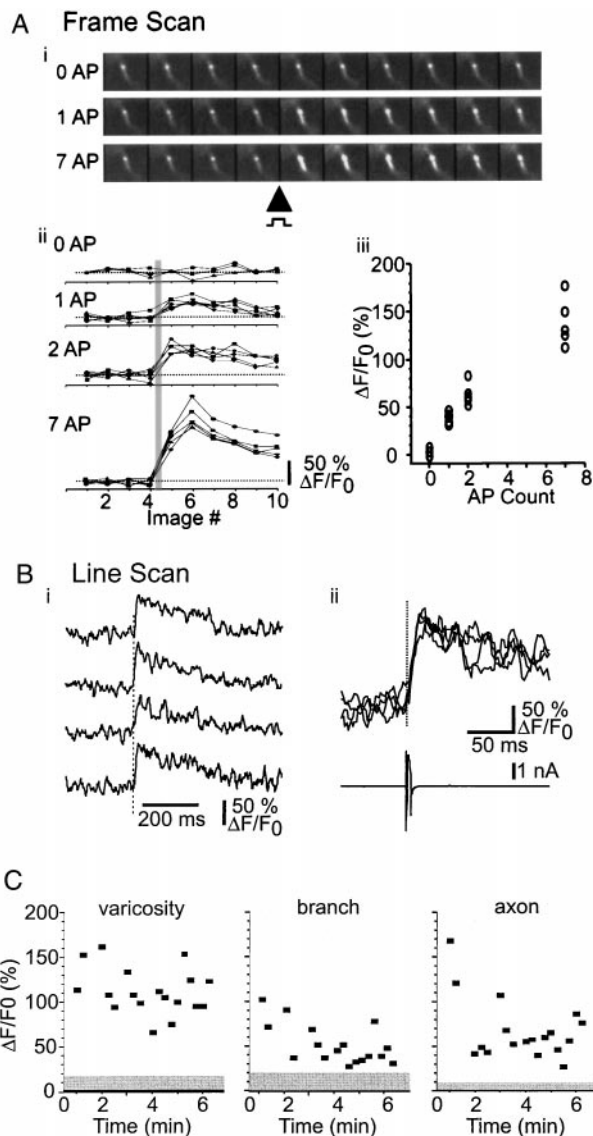 A Frame Scan
i
0 AP
1 AP
7 AP
ii
0 AP
1 AP
2 AP
7 AP
50 %
ΔF/F0
0 2 4 6 8 10
Image #
iii
200
150
100
50
0
ΔF/F0 (%)
0 2 4 6 8
AP Count
B Line Scan
i
200 ms
50 %
ΔF/F0
ii
50 %
ΔF/F0
50 ms
1 nA
C
varicosity branch axon
200
150
100
50
0
ΔF/F0 (%)
0 2 4 6 0 2 4 6 0 2 4 6
Time (min) Time (min) Time (min)